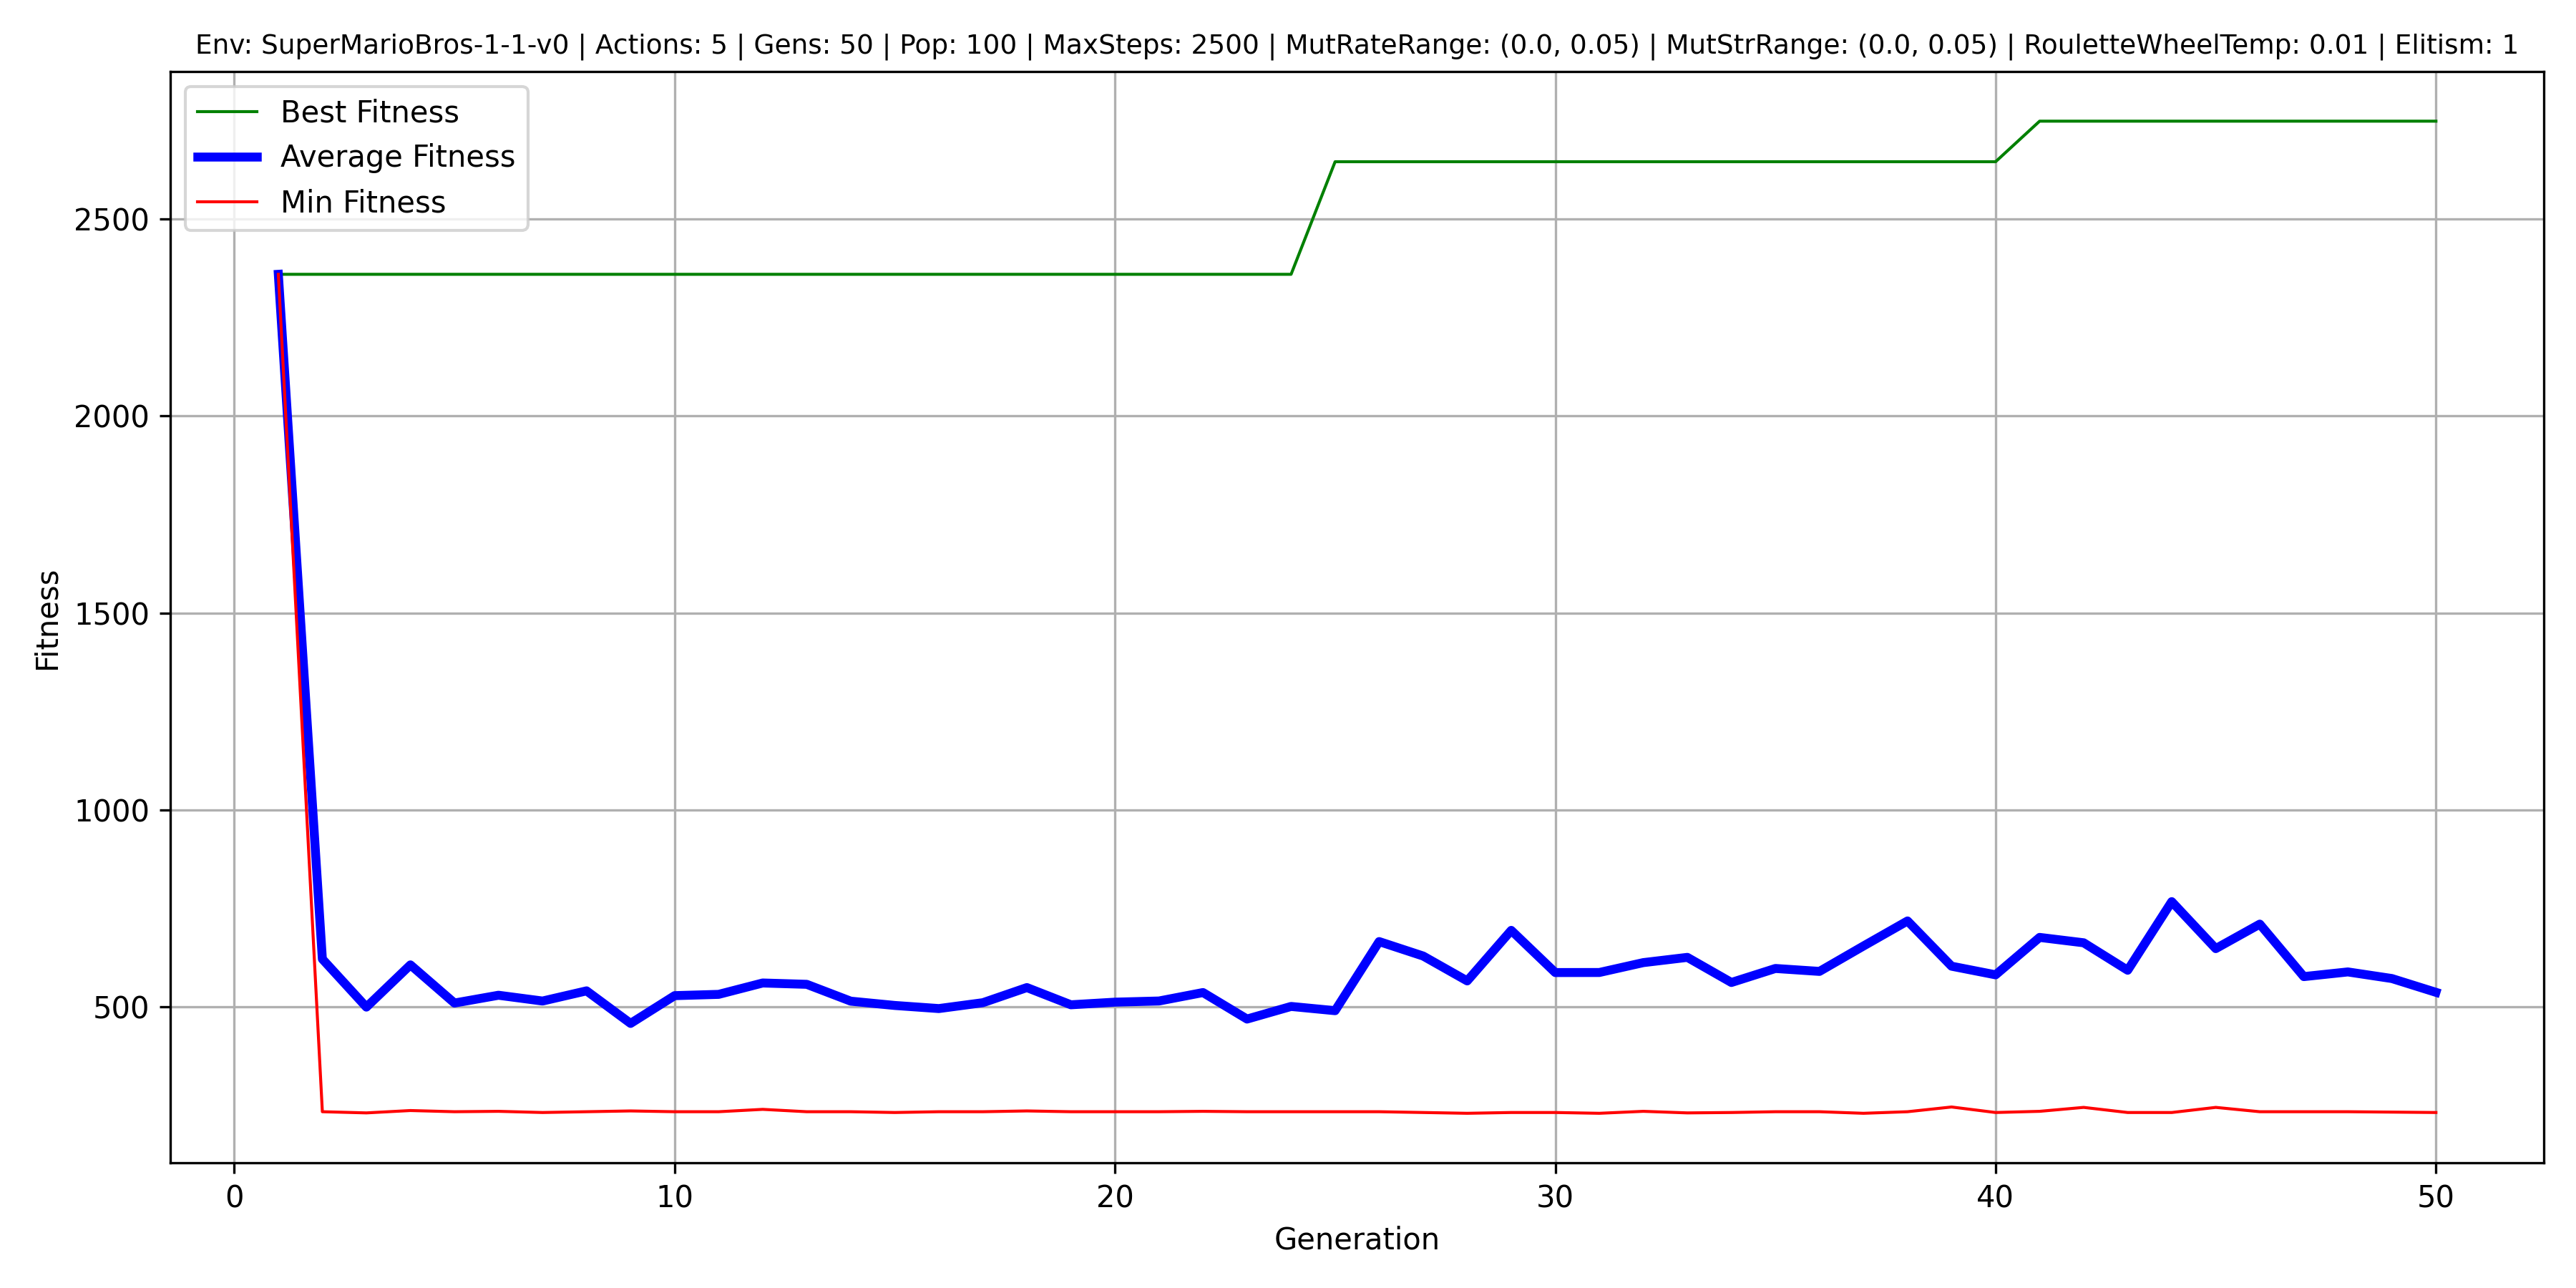 Env: SuperMarioBros-1-1-v0 | Actions: 5 | Gens: 50 | Pop: 100 | MaxSteps: 2500 | MutRateRange: (0.0, 0.05) | MutStrRange: (0.0, 0.05) | RouletteWheelTemp: 0.01 | Elitism: 1
Best Fitness
Average Fitness
Min Fitness
2500
2000
1500
1000
500
Fitness
0 10 20 30 40 50
Generation